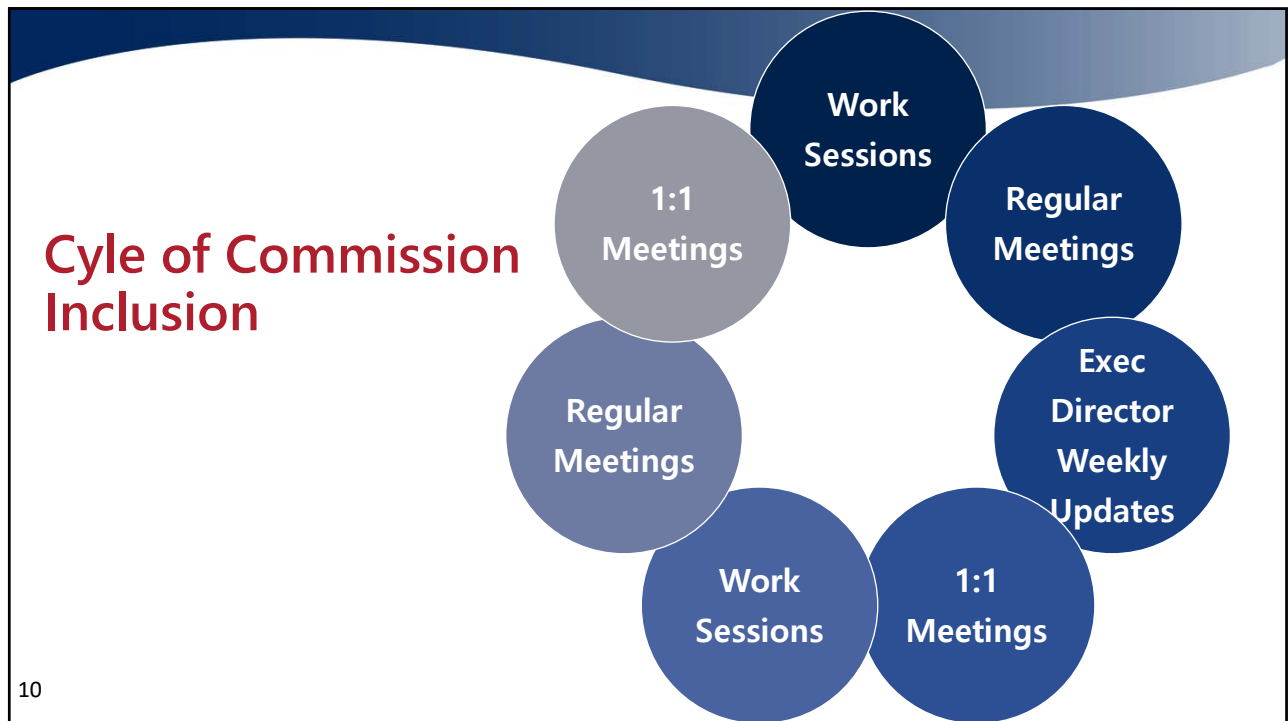 Cyle of Commission
Inclusion
Work
Sessions
Regular
Meetings
Exec
Director
Weekly
Updates
1:1
Meetings
Work
Sessions
Regular
Meetings
1:1
Meetings
10